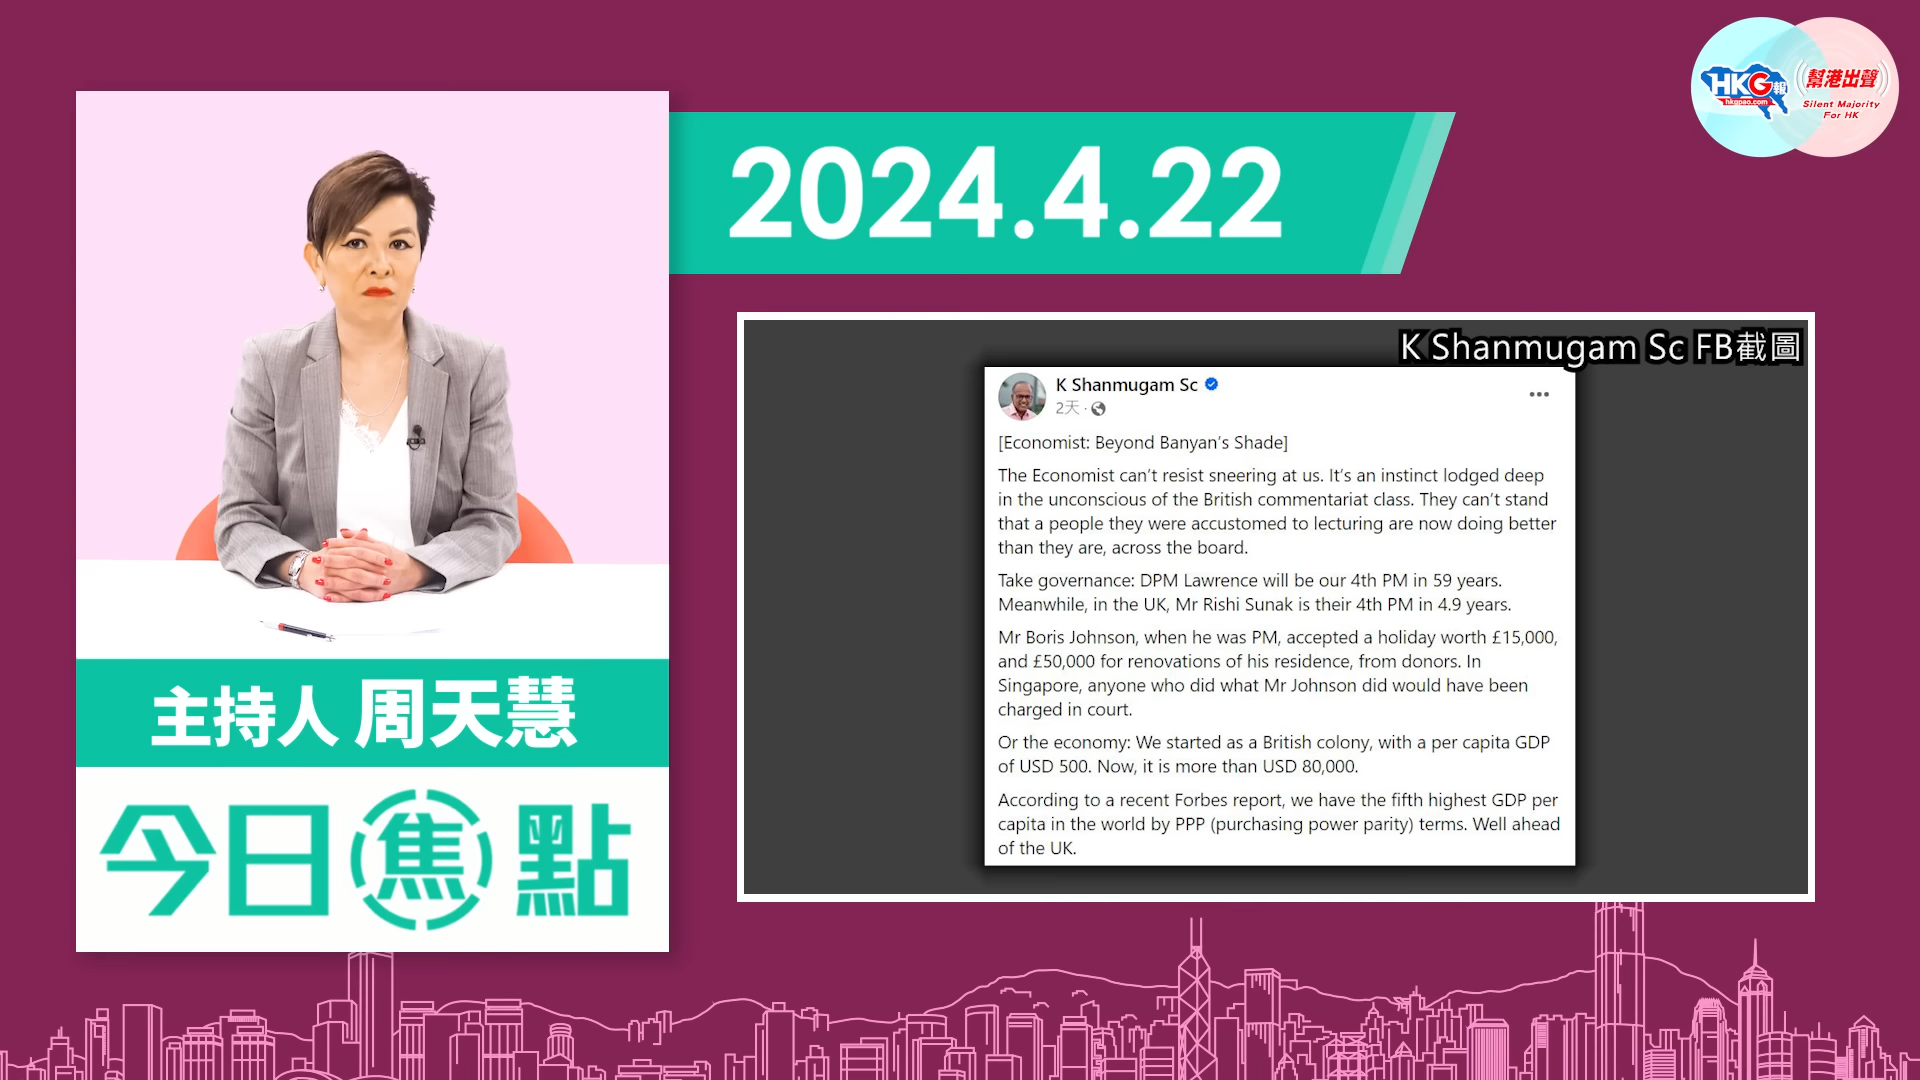 HKG報
hkgpao.com
幫港出聲
Silent Majority
For HK
2024.4.22
主持人 周天慧
今日焦點
K Shanmugam Sc FB截圖
K Shanmugam Sc
2天 ·
[Economist: Beyond Banyan's Shade]
The Economist can't resist sneering at us. It's an instinct lodged deep
in the unconscious of the British commentariat class. They can't stand
that a people they were accustomed to lecturing are now doing better
than they are, across the board.
Take governance: DPM Lawrence will be our 4th PM in 59 years.
Meanwhile, in the UK, Mr Rishi Sunak is their 4th PM in 4.9 years.
Mr Boris Johnson, when he was PM, accepted a holiday worth £15,000,
and £50,000 for renovations of his residence, from donors. In
Singapore, anyone who did what Mr Johnson did would have been
charged in court.
Or the economy: We started as a British colony, with a per capita GDP
of USD 500. Now, it is more than USD 80,000.
According to a recent Forbes report, we have the fifth highest GDP per
capita in the world by PPP (purchasing power parity) terms. Well ahead
of the UK.